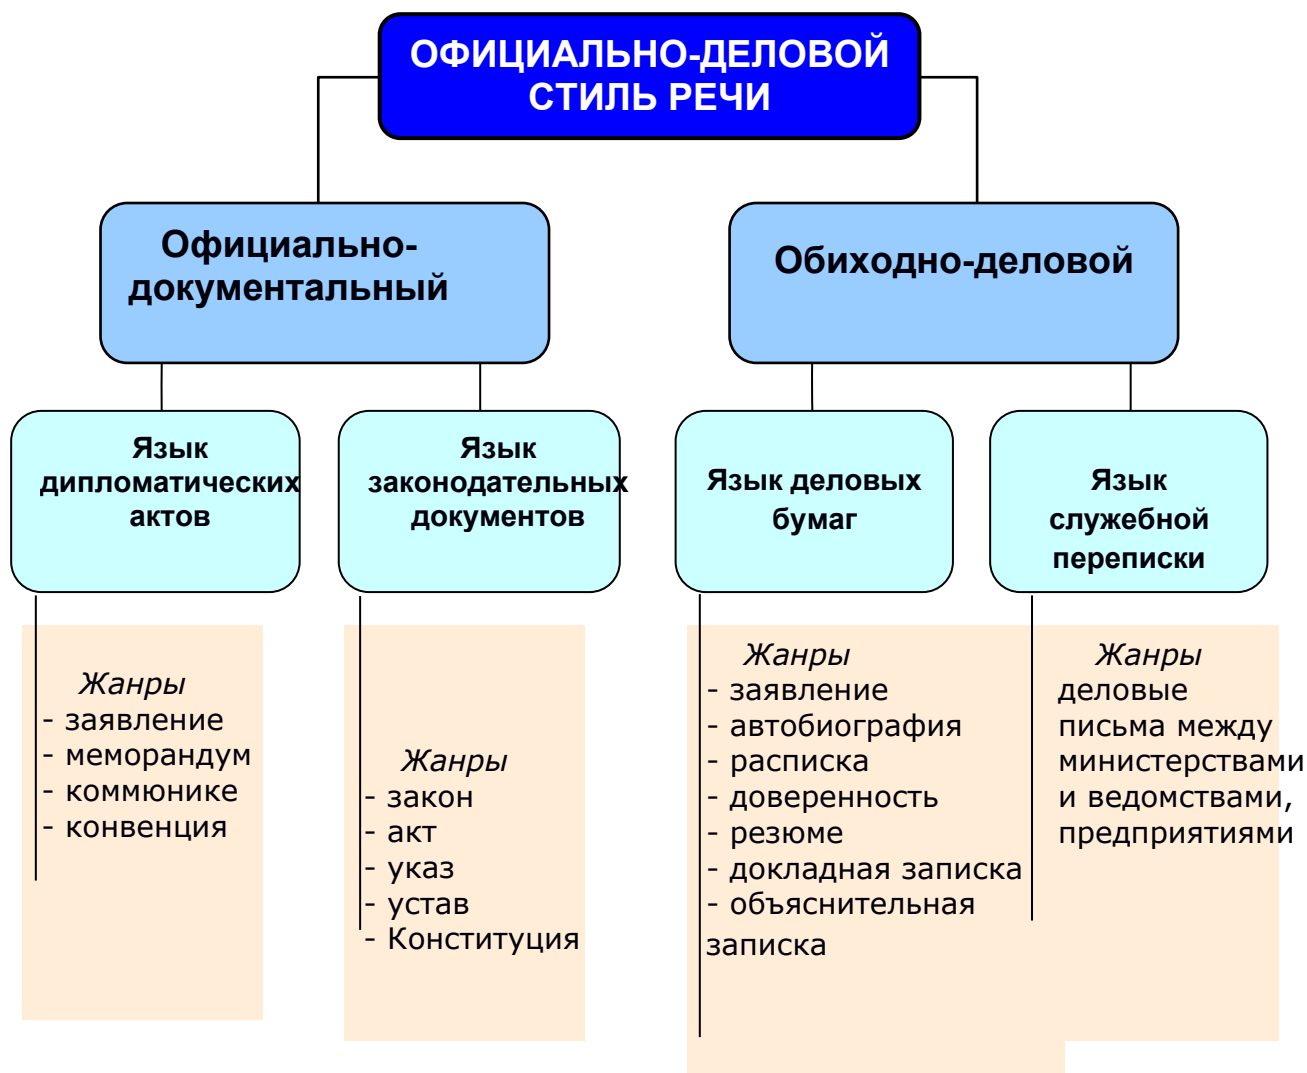 ОФИЦИАЛЬНО-ДЕЛОВОЙ
СТИЛЬ РЕЧИ
Официально-
документальный
Обиходно-деловой
Язык
дипломатических
актов
Язык
законодательных
документов
Язык деловых
бумаг
Язык
служебной
переписки
Жанры
- заявление
- меморандум
- коммюнике
- конвенция
Жанры
- закон
- акт
- указ
- устав
- Конституция
Жанры
- заявление
- автобиография
- расписка
- доверенность
- резюме
- докладная записка
- объяснительная
записка
Жанры
деловые
письма между
министерствами
и ведомствами,
предприятиями